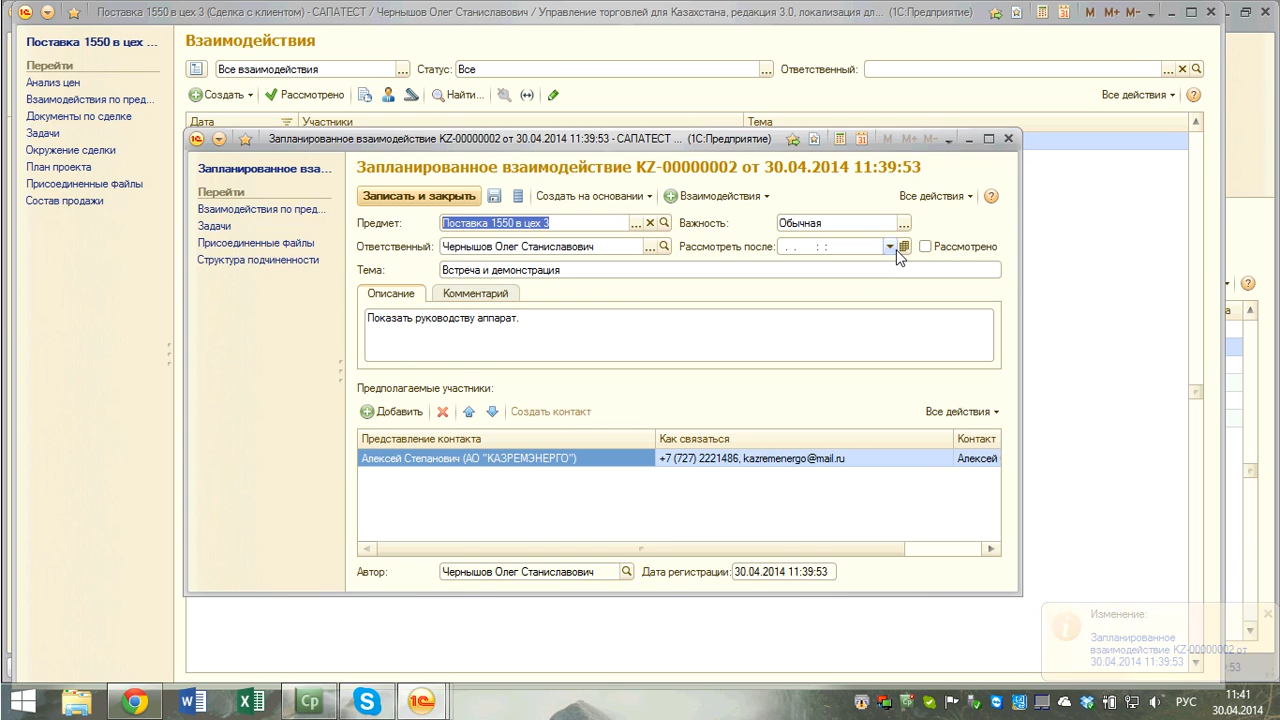 Поставка 1550 в цех 3 (Сделка с клиентом) - САПАТЕСТ / Чернышов Олег Станиславович / Управление торговлей для Казахстана, редакция 3.0, локализация дл... (1С:Предприятие)
M M+ M-
Поставка 1550 в цех ...
Перейти
Анализ цен
Взаимодействия по пред...
Документы по сделке
Задачи
Окружение сделки
План проекта
Присоединенные файлы
Состав продажи
Взаимодействия
Все взаимодействия ... Статус: Все ... Ответственный: ...
Создать Рассмотрено Найти... Все действия
Дата Участники Тема
Запланированное взаимодействие KZ-00000002 от 30.04.2014 11:39:53 - САПАТЕСТ ... (1С:Предприятие)
M M+ M-
Запланированное вза...
Перейти
Взаимодействия по пред...
Задачи
Присоединенные файлы
Структура подчиненности
Запланированное взаимодействие KZ-00000002 от 30.04.2014 11:39:53
Записать и закрыть Создать на основании Взаимодействия Все действия
Предмет: Поставка 1550 в цех 3 ... Важность: Обычная ...
Ответственный: Чернышов Олег Станиславович ... Рассмотреть после: . . : : Рассмотрено
Тема: Встреча и демонстрация
Описание Комментарий
Показать руководству аппарат.
Предполагаемые участники:
Добавить Создать контакт Все действия
Представление контакта Как связаться Контакт
Алексей Степанович (АО "КАЗРЕМЭНЕРГО") +7 (727) 2221486, kazremenergo@mail.ru Алексей
Автор: Чернышов Олег Станиславович Дата регистрации: 30.04.2014 11:39:53
Изменение:
Запланированное
взаимодействие KZ-00000002 от
30.04.2014 11:39:53
РУС
11:41
30.04.2014